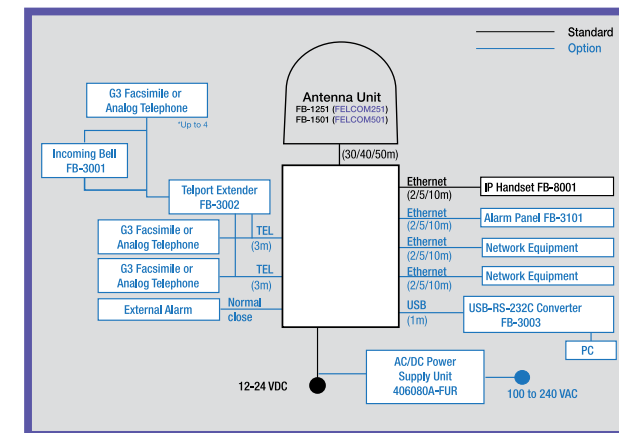 Standard
Option
Antenna Unit
FB-1251 (FELCOM251)
FB-1501 (FELCOM501)
(30/40/50m)
G3 Facsimile or
Analog Telephone
*Up to 4
Incoming Bell
FB-3001
Telport Extender
FB-3002
G3 Facsimile or
Analog Telephone
TEL
(3m)
G3 Facsimile or
Analog Telephone
TEL
(3m)
External Alarm
Normal
close
Ethernet
(2/5/10m)
IP Handset FB-8001
Ethernet
(2/5/10m)
Alarm Panel FB-3101
Ethernet
(2/5/10m)
Network Equipment
Ethernet
(2/5/10m)
Network Equipment
USB
(1m)
USB-RS-232C Converter
FB-3003
PC
12-24 VDC
AC/DC Power
Supply Unit
406080A-FUR
100 to 240 VAC